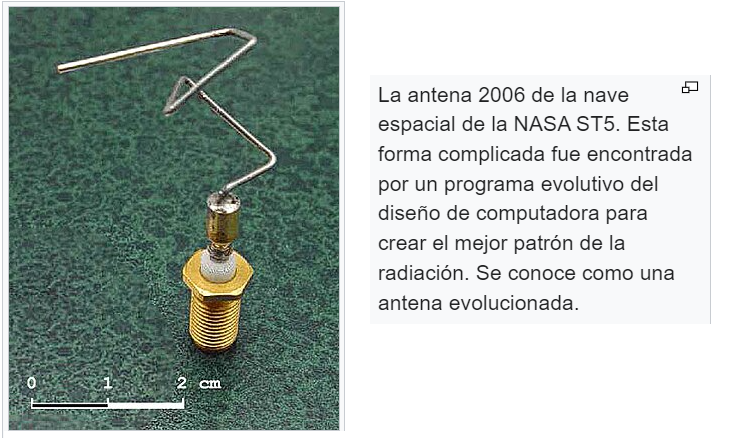 0 1 2 cm
La antena 2006 de la nave
espacial de la NASA ST5. Esta
forma complicada fue encontrada
por un programa evolutivo del
diseño de computadora para
crear el mejor patrón de la
radiación. Se conoce como una
antena evolucionada.